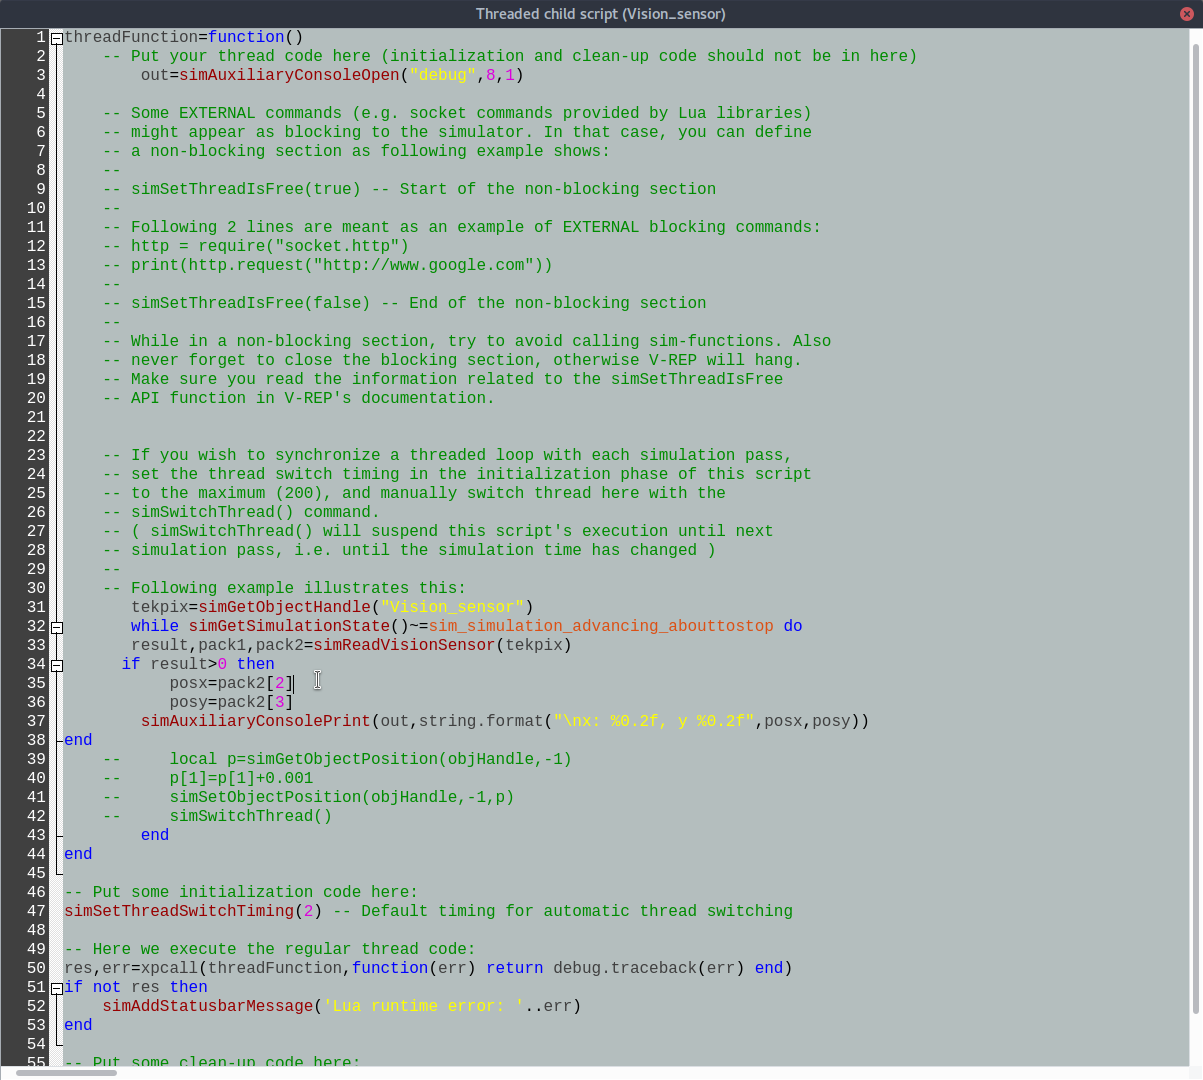 Threaded child script (Vision_sensor)
1 threadFunction=function()
2 -- Put your thread code here (initialization and clean-up code should not be in here)
3 out=simAuxiliaryConsoleOpen("debug",8,1)
4
5 -- Some EXTERNAL commands (e.g. socket commands provided by Lua libraries)
6 -- might appear as blocking to the simulator. In that case, you can define
7 -- a non-blocking section as following example shows:
8 --
9 -- simSetThreadIsFree(true) -- Start of the non-blocking section
10 --
11 -- Following 2 lines are meant as an example of EXTERNAL blocking commands:
12 -- http = require("socket.http")
13 -- print(http.request("http://www.google.com"))
14 --
15 -- simSetThreadIsFree(false) -- End of the non-blocking section
16 --
17 -- While in a non-blocking section, try to avoid calling sim-functions. Also
18 -- never forget to close the blocking section, otherwise V-REP will hang.
19 -- Make sure you read the information related to the simSetThreadIsFree
20 -- API function in V-REP's documentation.
21
22
23 -- If you wish to synchronize a threaded loop with each simulation pass,
24 -- set the thread switch timing in the initialization phase of this script
25 -- to the maximum (200), and manually switch thread here with the
26 -- simSwitchThread() command.
27 -- ( simSwitchThread() will suspend this script's execution until next
28 -- simulation pass, i.e. until the simulation time has changed )
29 --
30 -- Following example illustrates this:
31 tekpix=simGetObjectHandle("Vision_sensor")
32 while simGetSimulationState()~=sim_simulation_advancing_abouttostop do
33 result,pack1,pack2=simReadVisionSensor(tekpix)
34 if result>0 then
35 posx=pack2[2]
36 posy=pack2[3]
37 simAuxiliaryConsolePrint(out,string.format("\nx: %0.2f, y %0.2f",posx,posy))
38 end
39 -- local p=simGetObjectPosition(objHandle,-1)
40 -- p[1]=p[1]+0.001
41 -- simSetObjectPosition(objHandle,-1,p)
42 -- simSwitchThread()
43 end
44 end
45
46 -- Put some initialization code here:
47 simSetThreadSwitchTiming(2) -- Default timing for automatic thread switching
48
49 -- Here we execute the regular thread code:
50 res,err=xpcall(threadFunction,function(err) return debug.traceback(err) end)
51 if not res then
52 simAddStatusbarMessage('Lua runtime error: '..err)
53 end
54
55 -- Put some clean-up code here: